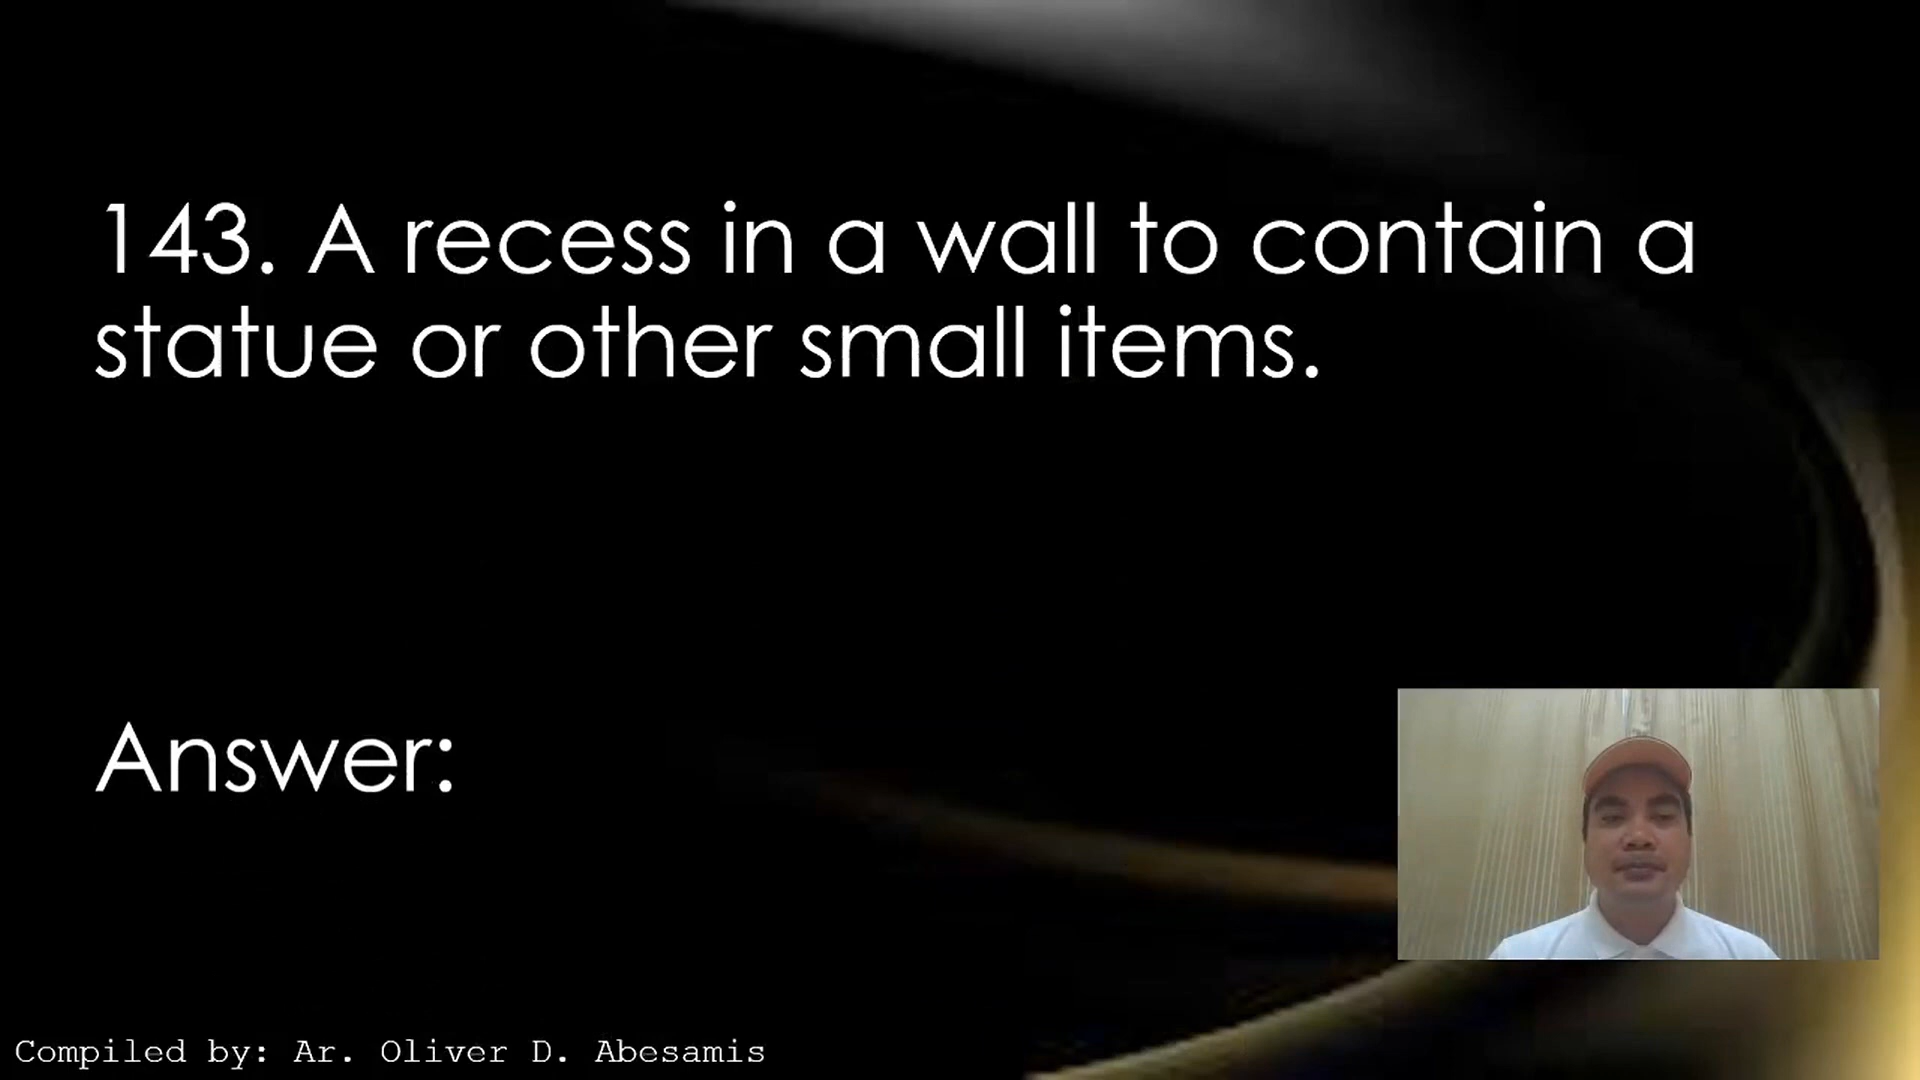 143. A recess in a wall to contain a
statue or other small items.
Answer:
Compiled by: Ar. Oliver D. Abesamis